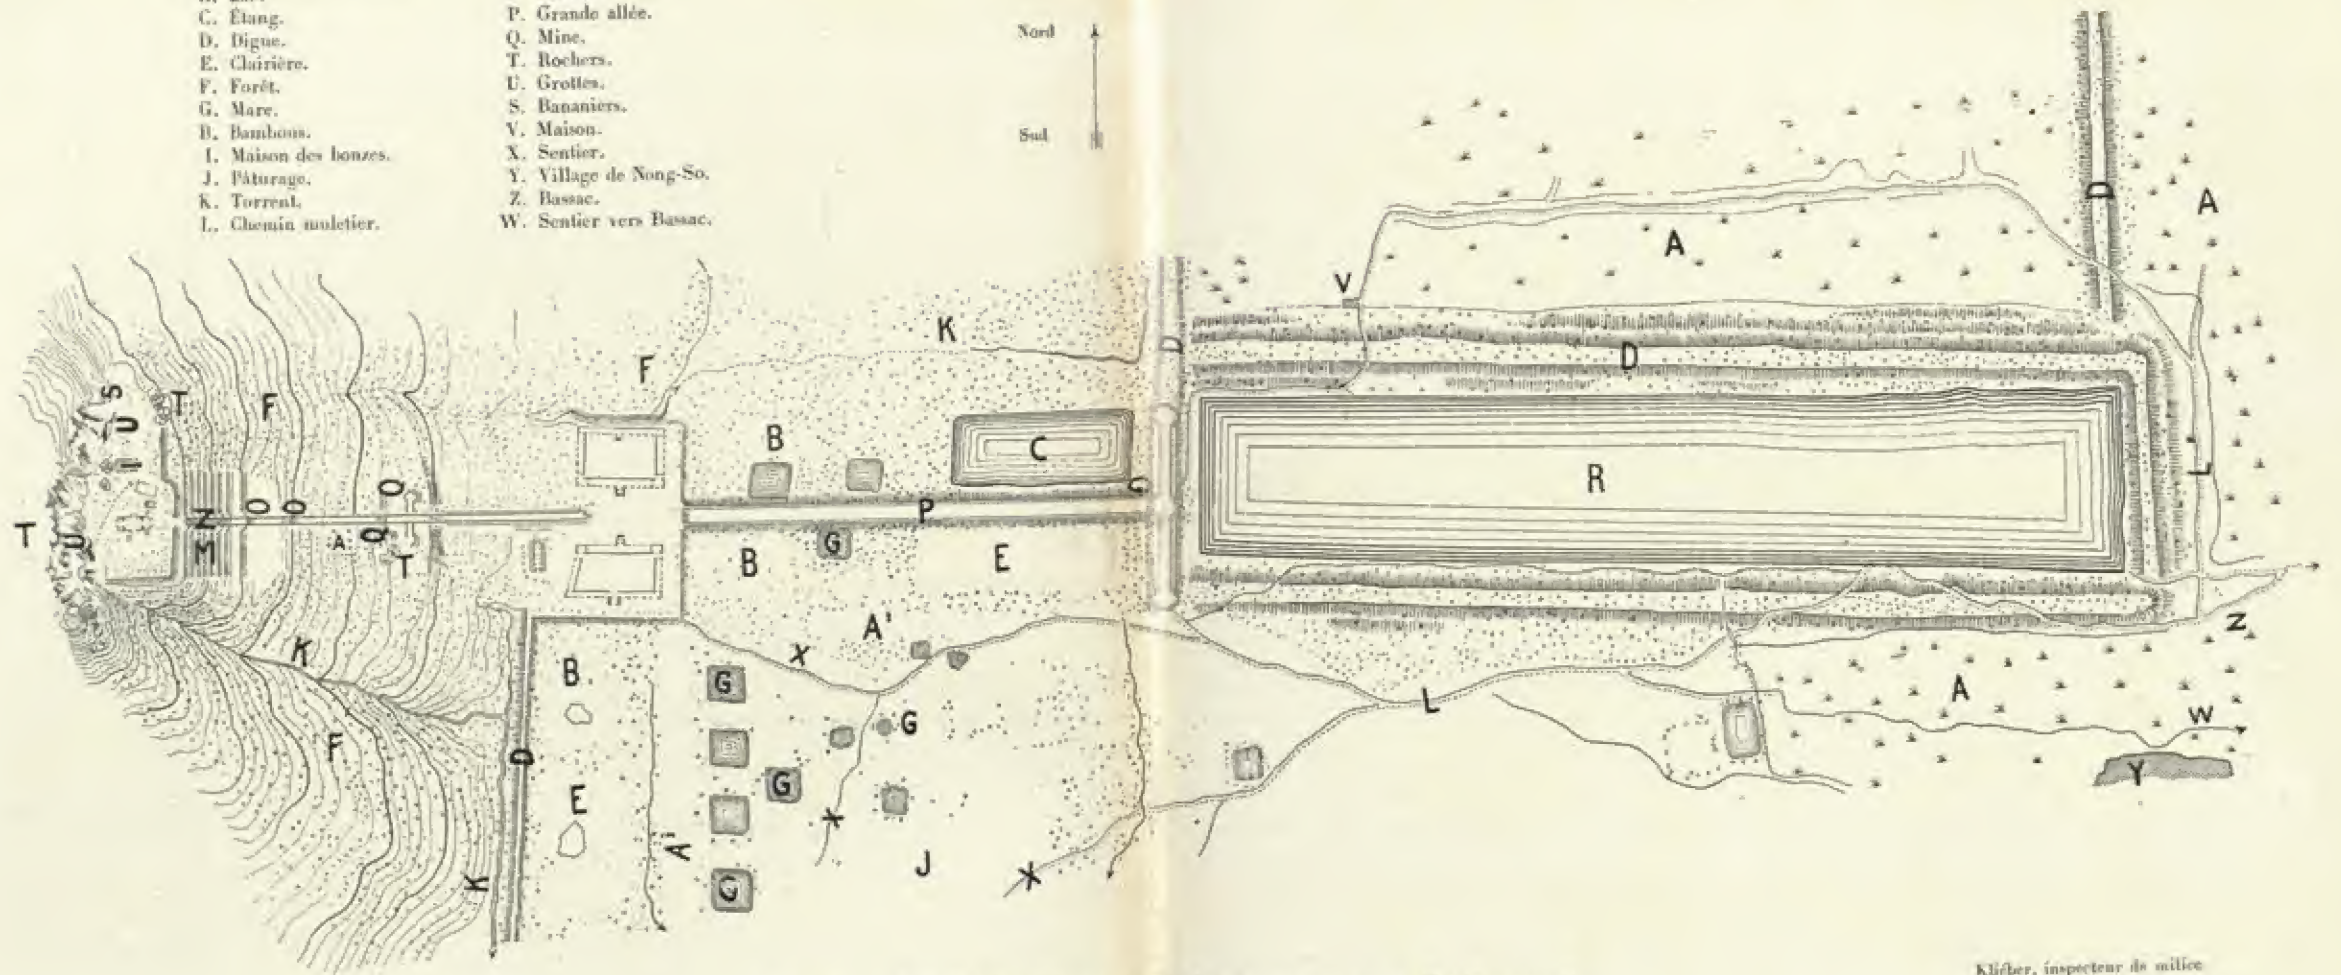 C. Étang.
D. Digue.
E. Clairière.
F. Forêt.
G. Mare.
B. Bambous.
I. Maison des bonzes.
J. Pâturage.
K. Torrent.
L. Chemin muletier.
P. Grande allée.
Q. Mine.
T. Rochers.
U. Grottes.
S. Bananiers.
V. Maison.
X. Sentier.
Y. Village de Nong-So.
Z. Bassac.
W. Sentier vers Bassac.
Nord
Sud
D
A
A
V
K
D
D
F
S
T
F
U
B
C
L
I
R
O
O
Q
G
N
P
T
U
M
A
Q
T
B
G
E
A'
Z
K
X
B.
G
A
L
G
W
F
D
Y
G
E
X
A'
J
K
G
X
Kliéber, inspecteur de milice